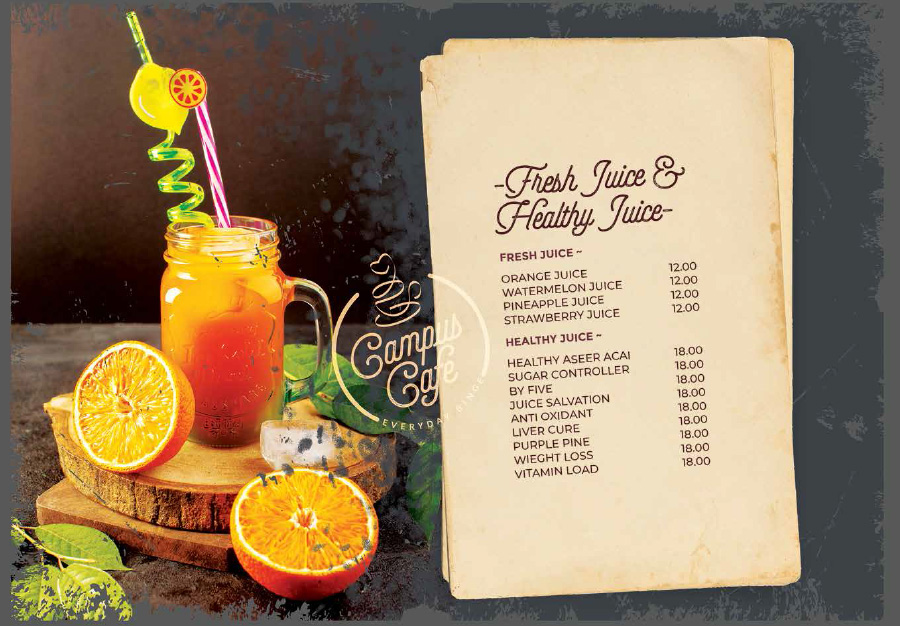 -Fresh Juice &
Healthy Juice-
FRESH JUICE ~
ORANGE JUICE 12.00
WATERMELON JUICE 12.00
PINEAPPLE JUICE 12.00
STRAWBERRY JUICE 12.00
HEALTHY JUICE ~
HEALTHY ASEER ACAI 18.00
SUGAR CONTROLLER 18.00
BY FIVE 18.00
JUICE SALVATION 18.00
ANTI OXIDANT 18.00
LIVER CURE 18.00
PURPLE PINE 18.00
WIEGHT LOSS 18.00
VITAMIN LOAD 18.00
Campus
Cafe
EVERYDAY BINGE